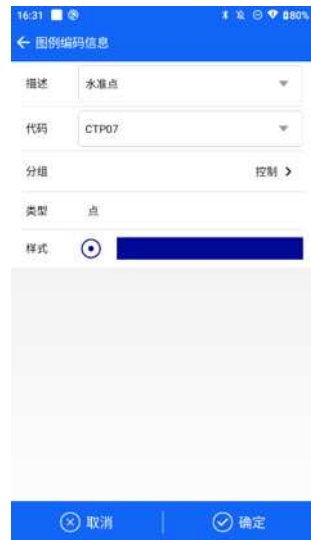 16:31 80%
图例编码信息
描述 水准点
代码 CTP07
分组 控制
类型 点
样式
取消 确定